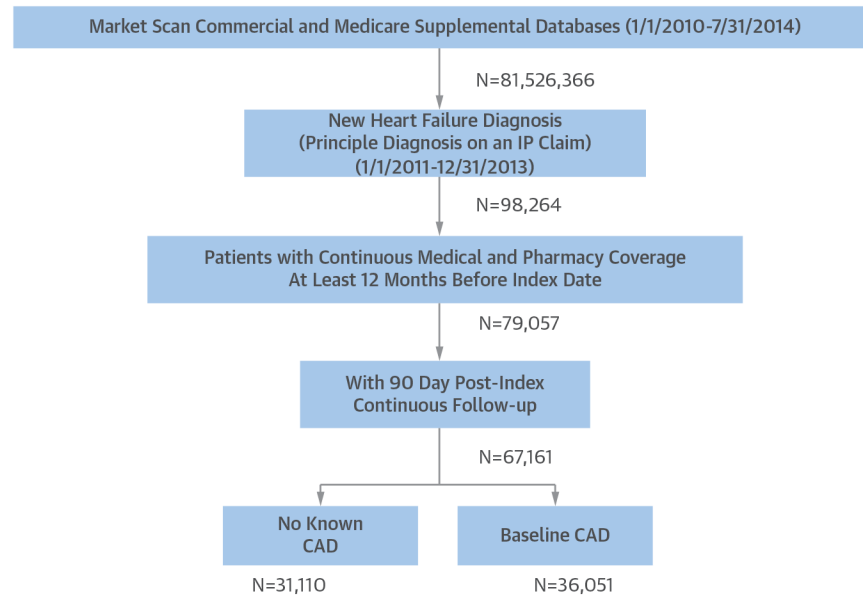 Market Scan Commercial and Medicare Supplemental Databases (1/1/2010-7/31/2014)
N=81,526,366
New Heart Failure Diagnosis
(Principle Diagnosis on an IP Claim)
(1/1/2011-12/31/2013)
N=98,264
Patients with Continuous Medical and Pharmacy Coverage
At Least 12 Months Before Index Date
N=79,057
With 90 Day Post-Index
Continuous Follow-up
N=67,161
No Known
CAD
Baseline CAD
N=31,110
N=36,051